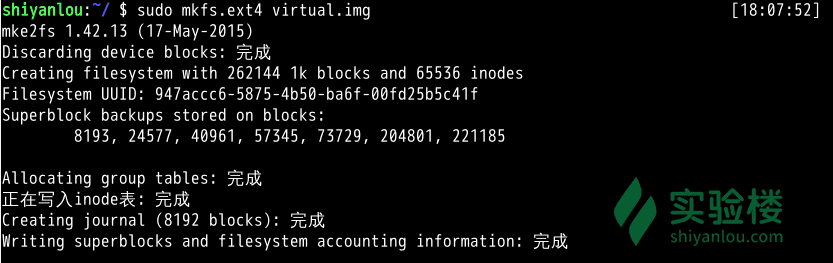 shiyanlou:~/ $ sudo mkfs.ext4 virtual.img [18:07:52]
mke2fs 1.42.13 (17-May-2015)
Discarding device blocks: 完成
Creating filesystem with 262144 1k blocks and 65536 inodes
Filesystem UUID: 947accc6-5875-4b50-ba6f-00fd25b5c41f
Superblock backups stored on blocks:
8193, 24577, 40961, 57345, 73729, 204801, 221185
Allocating group tables: 完成
正在写入inode表: 完成
Creating journal (8192 blocks): 完成
Writing superblocks and filesystem accounting information: 完成
实验楼
shiyanlou.com